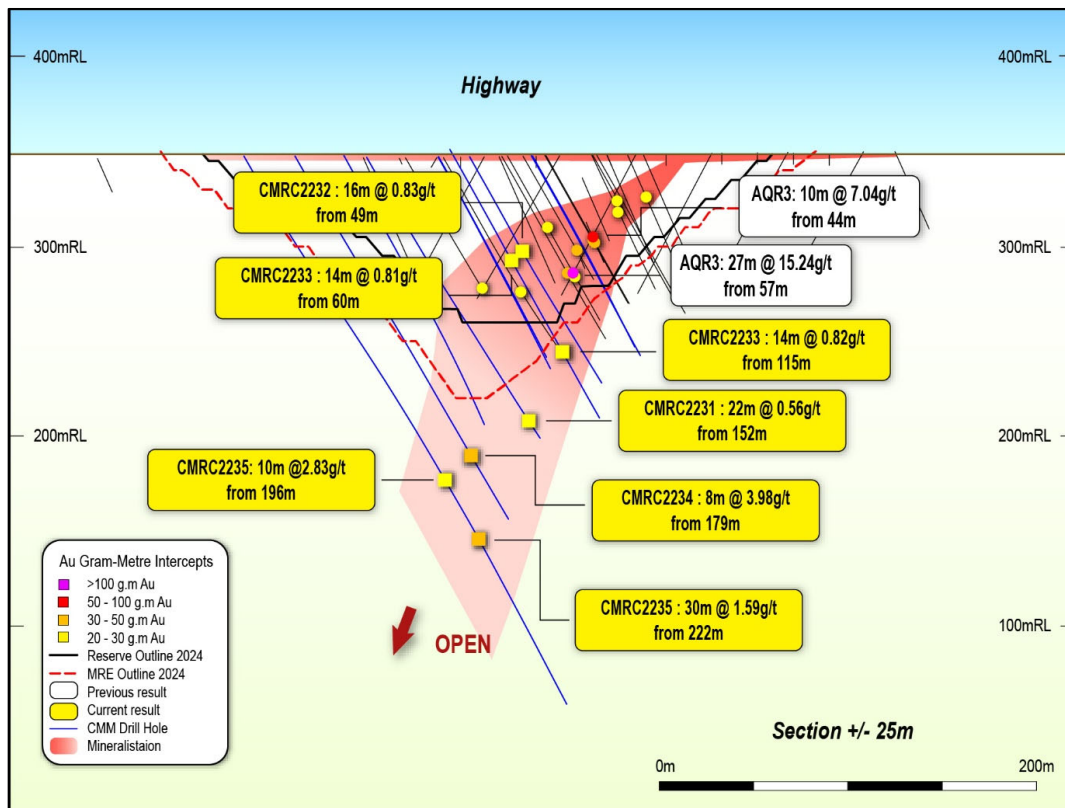 400mRL
400mRL
Highway
CMRC2232 : 16m @ 0.83g/t
from 49m
AQR3: 10m @ 7.04g/t
from 44m
300mRL
300mRL
CMRC2233 : 14m @ 0.81g/t
from 60m
AQR3: 27m @ 15.24g/t
from 57m
CMRC2233 : 14m @ 0.82g/t
from 115m
CMRC2231 : 22m @ 0.56g/t
from 152m
200mRL
200mRL
CMRC2235: 10m @2.83g/t
from 196m
CMRC2234 : 8m @ 3.98g/t
from 179m
Au Gram-Metre Intercepts
>100 g.m Au
50 - 100 g.m Au
30 - 50 g.m Au
20 - 30 g.m Au
Reserve Outline 2024
MRE Outline 2024
Previous result
Current result
CMM Drill Hole
Mineralistaion
CMRC2235 : 30m @ 1.59g/t
from 222m
100mRL
OPEN
Section +/- 25m
0m
200m